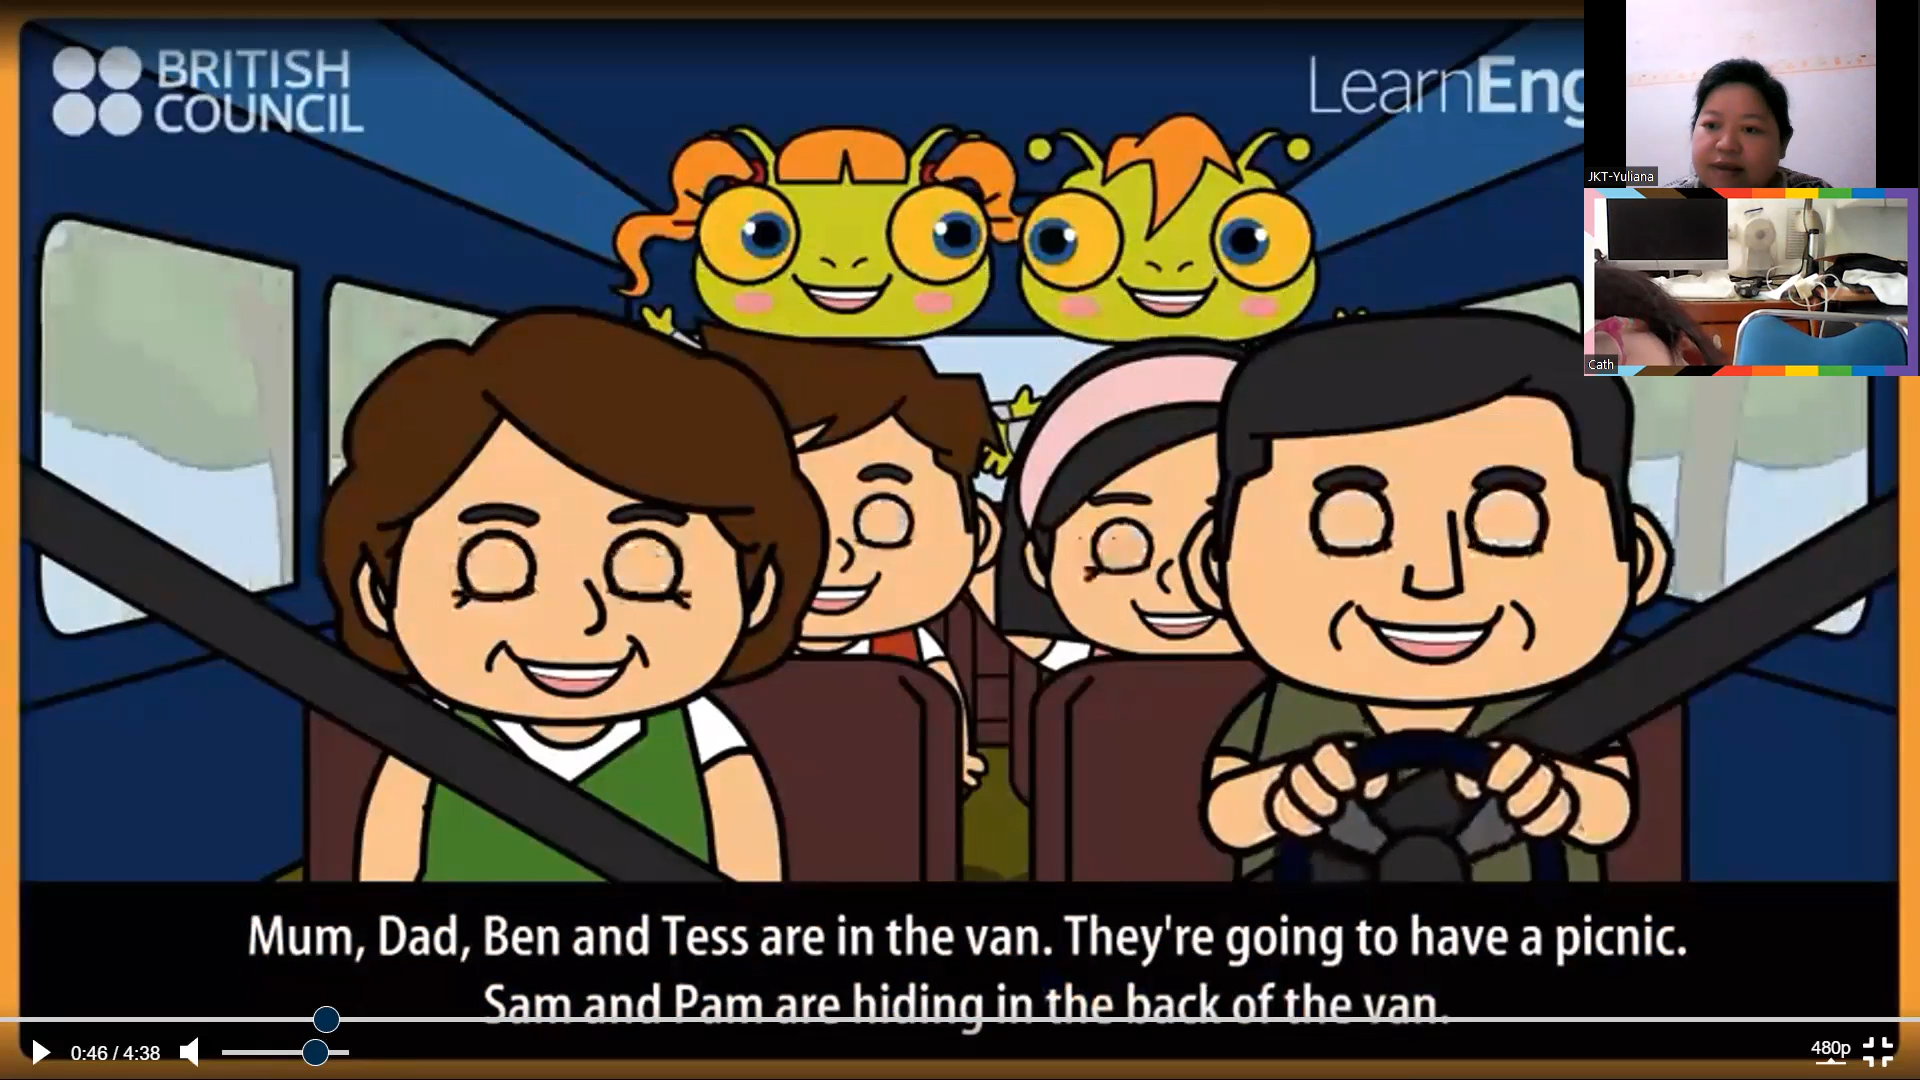 BRITISH
COUNCIL
LearnEng
JKT-Yuliana
Cath
Mum, Dad, Ben and Tess are in the van. They're going to have a picnic.
Sam and Pam are hiding in the back of the van.
0:46 / 4:38
480p